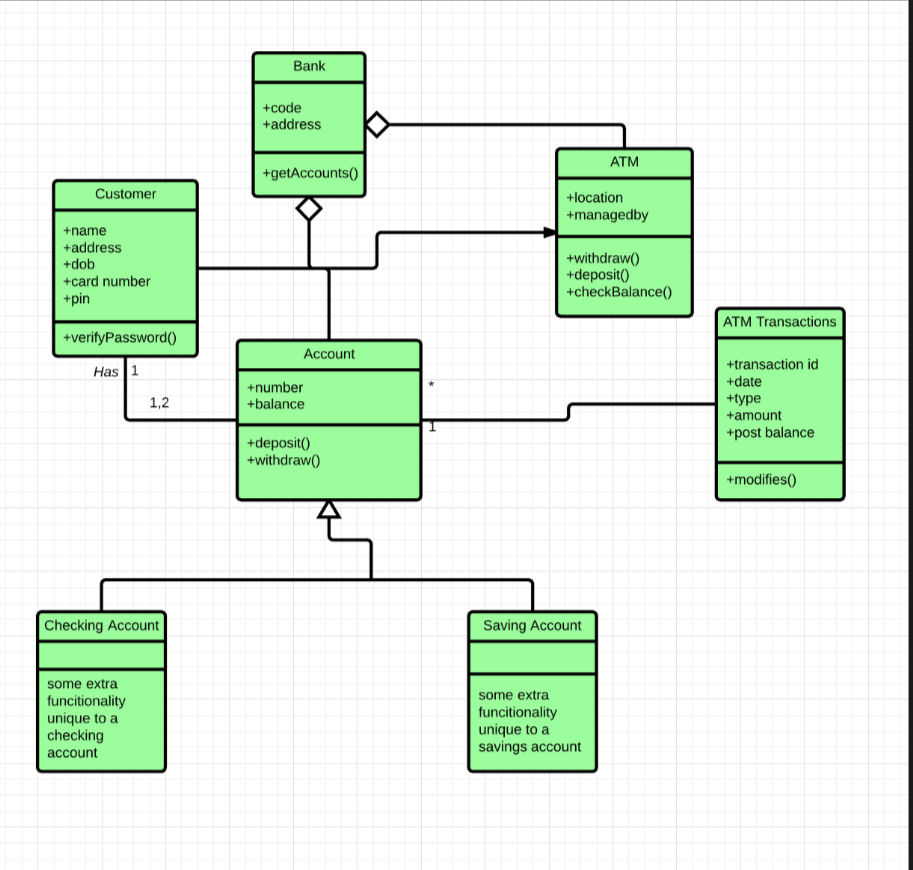 Bank
+code
+address
+getAccounts()
ATM
+location
+managedby
+withdraw()
+deposit()
+checkBalance()
Customer
+name
+address
+dob
+card number
+pin
+verifyPassword()
Has
1
1,2
Account
+number
+balance
+deposit()
+withdraw()
*
1
ATM Transactions
+transaction id
+date
+type
+amount
+post balance
+modifies()
Checking Account
some extra
funcitionality
unique to a
checking
account
Saving Account
some extra
funcitionality
unique to a
savings account